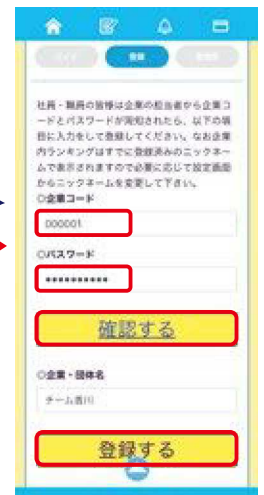 登録
社員・職員の皆様は企業の担当者から企業コ
ードとパスワードが通知されたら、以下の項
目に入力をして登録してください。なお企業
内ランキングはすでに登録済みのニックネー
ムで表示されますので必要に応じて設定画面
からニックネームを変更して下さい。
○企業コード
000001
○パスワード
**********
確認する
○企業・団体名
チーム香川
登録する